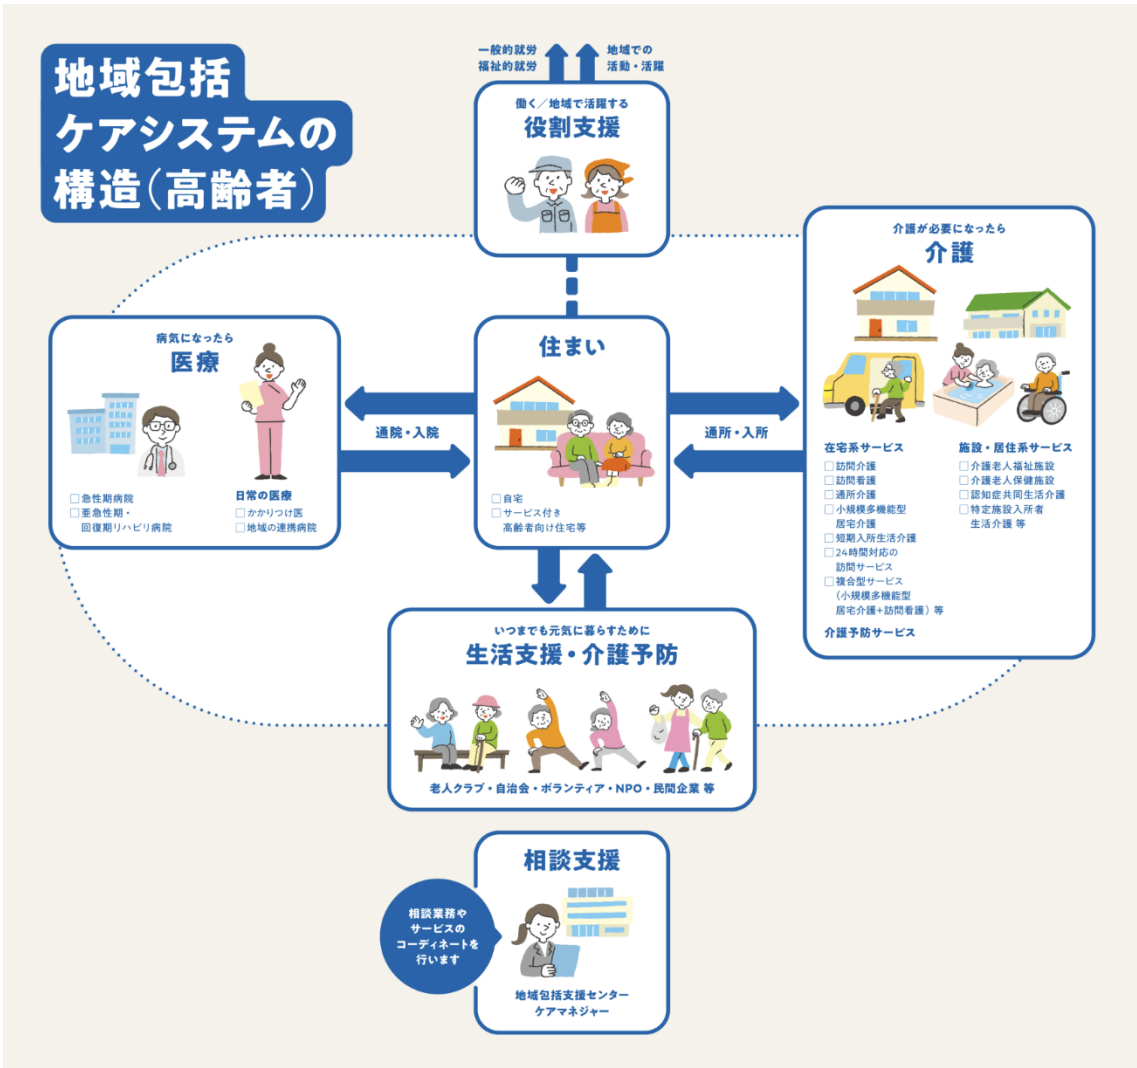 地域包括
ケアシステムの
構造(高齢者)
一般的就労
福祉的就労
地域での
活動・活躍
働く／地域で活躍する
役割支援
病気になったら
医療
□急性期病院
□亜急性期・
回復期リハビリ病院
日常の医療
□かかりつけ医
□地域の連携病院
通院・入院
住まい
□自宅
□サービス付き
高齢者向け住宅等
通所・入所
介護が必要になったら
介護
在宅系サービス
□訪問介護
□訪問看護
□通所介護
□小規模多機能型
居宅介護
□短期入所生活介護
□24時間対応の
訪問サービス
□複合型サービス
(小規模多機能型
居宅介護+訪問看護)等
介護予防サービス
施設・居住系サービス
□介護老人福祉施設
□介護老人保健施設
□認知症共同生活介護
□特定施設入所者
生活介護 等
いつまでも元気に暮らすために
生活支援・介護予防
老人クラブ・自治会・ボランティア・NPO・民間企業 等
相談支援
相談業務や
サービスの
コーディネートを
行います
地域包括支援センター
ケアマネジャー